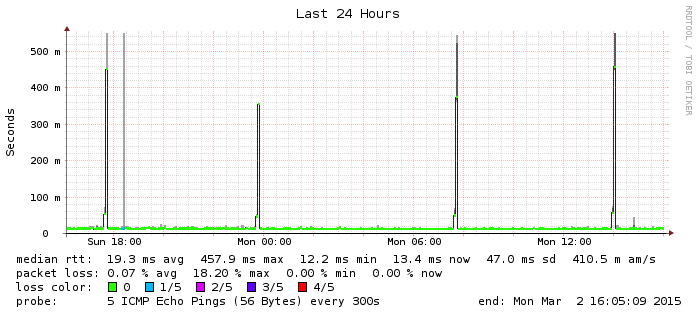 Last 24 Hours
RRDTOOL / TOBI OETIKER
Seconds
500 m
400 m
300 m
200 m
100 m
0
Sun 18:00 Mon 00:00 Mon 06:00 Mon 12:00
median rtt: 19.3 ms avg 457.9 ms max 12.2 ms min 13.4 ms now 47.0 ms sd 410.5 m am/s
packet loss: 0.07 % avg 18.20 % max 0.00 % min 0.00 % now
loss color: 0 1/5 2/5 3/5 4/5
probe: 5 ICMP Echo Pings (56 Bytes) every 300s end: Mon Mar 2 16:05:09 2015